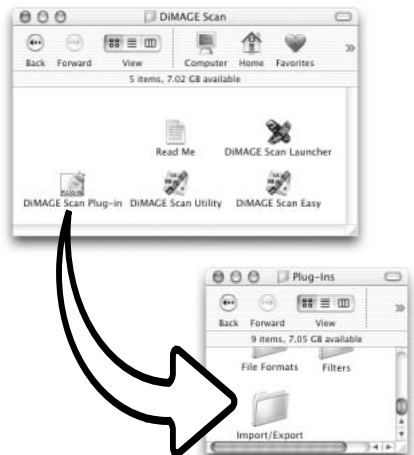 DiMAGE Scan
Back Forward View Computer Home Favorites
5 items, 7.02 GB available
Read Me DiMAGE Scan Launcher
PLUG-IN
DiMAGE Scan Plug-in DiMAGE Scan Utility DiMAGE Scan Easy
Plug-Ins
Back Forward View
9 items, 7.05 GB available
File Formats Filters
Import/Export